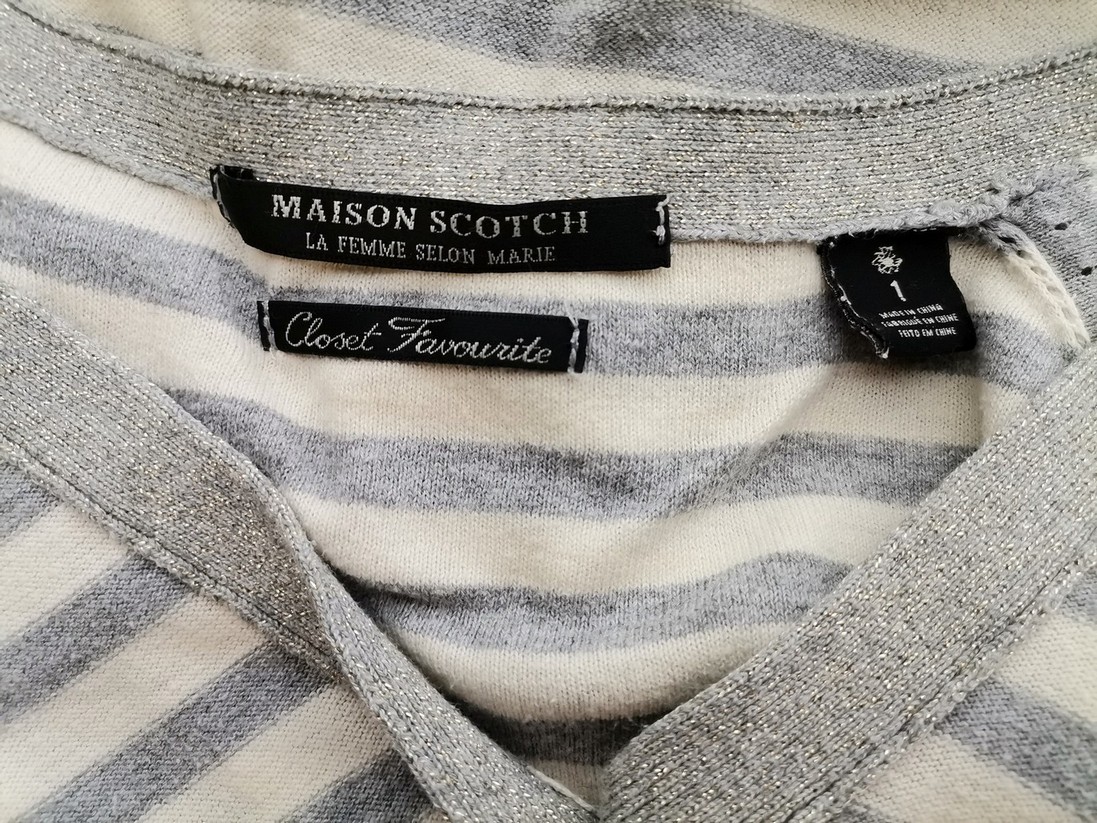 MAISON SCOTCH
LA FEMME SELON MARIE
Closet Favourite
1
MADE IN CHINA
FABRIQUÉ EN CHINE
FEITO EM CHINE